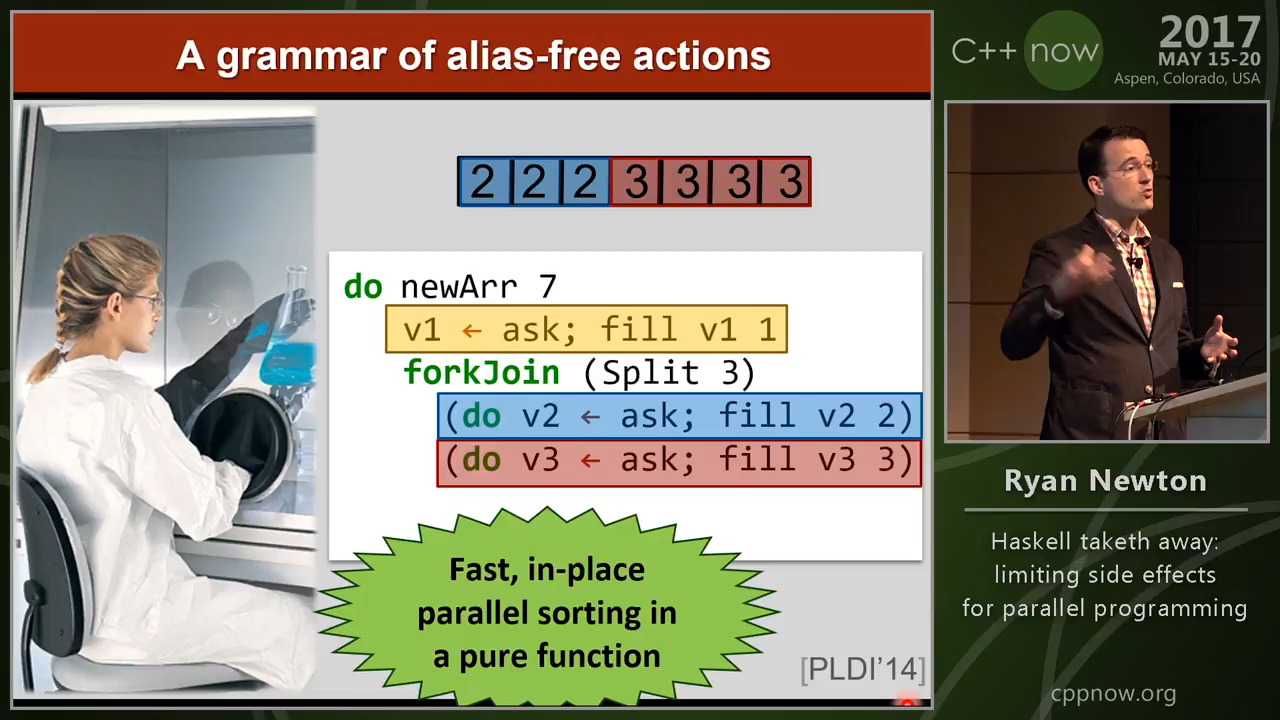 A grammar of alias-free actions
2 2 2 3 3 3 3
do newArr 7
v1 ← ask; fill v1 1
forkJoin (Split 3)
(do v2 ← ask; fill v2 2)
(do v3 ← ask; fill v3 3)
Fast, in-place
parallel sorting in
a pure function
[PLDI'14]
C++ now
2017
MAY 15-20
Aspen, Colorado, USA
Ryan Newton
Haskell taketh away:
limiting side effects
for parallel programming
cppnow.org